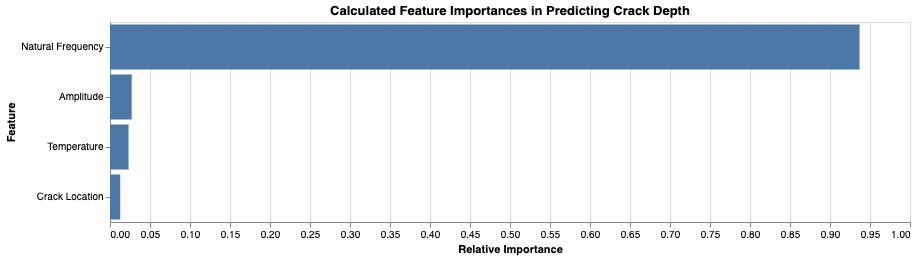 Calculated Feature Importances in Predicting Crack Depth
Natural Frequency
Amplitude
Temperature
Crack Location
Feature
0.00 0.05 0.10 0.15 0.20 0.25 0.30 0.35 0.40 0.45 0.50 0.55 0.60 0.65 0.70 0.75 0.80 0.85 0.90 0.95 1.00
Relative Importance